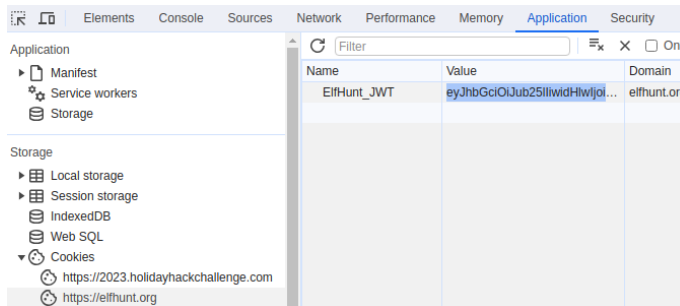 Elements Console Sources Network Performance Memory Application Security
Application
Filter
On
Manifest
Service workers
Storage
Name Value Domain
ElfHunt_JWT eyJhbGciOiJub25lIiwidHlwIjoi... elfhunt.or
Storage
Local storage
Session storage
IndexedDB
Web SQL
Cookies
https://2023.holidayhackchallenge.com
https://elfhunt.org